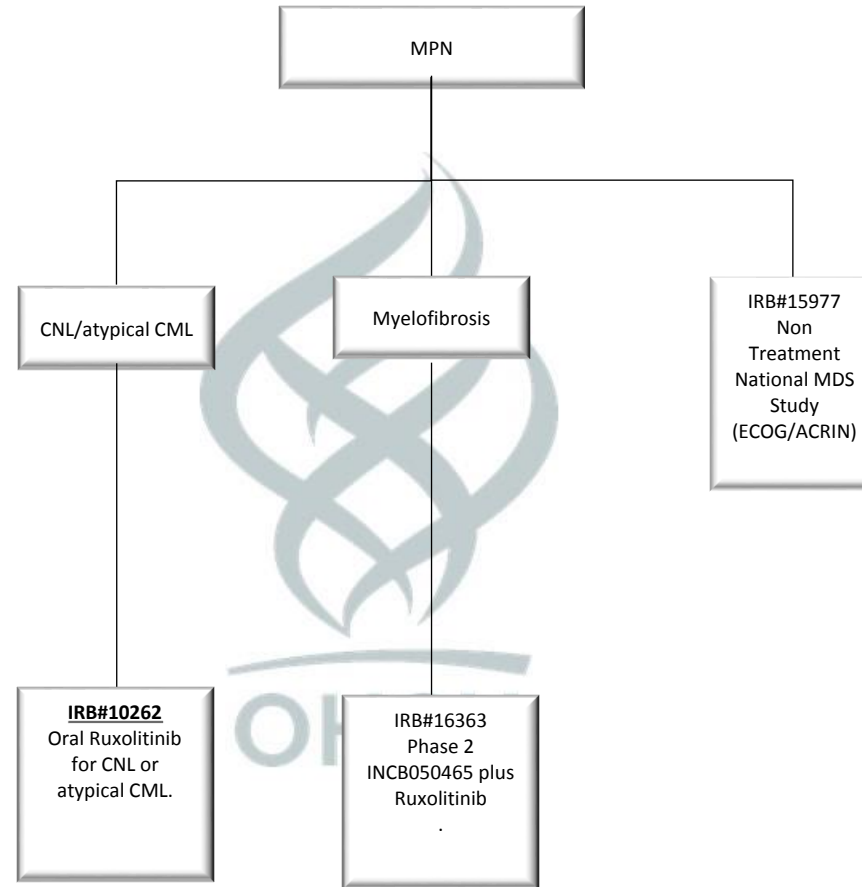 MPN
CNL/atypical CML
Myelofibrosis
IRB#15977
Non
Treatment
National MDS
Study
(ECOG/ACRIN)
IRB#10262
Oral Ruxolitinib
for CNL or
atypical CML.
IRB#16363
Phase 2
INCB050465 plus
Ruxolitinib
.